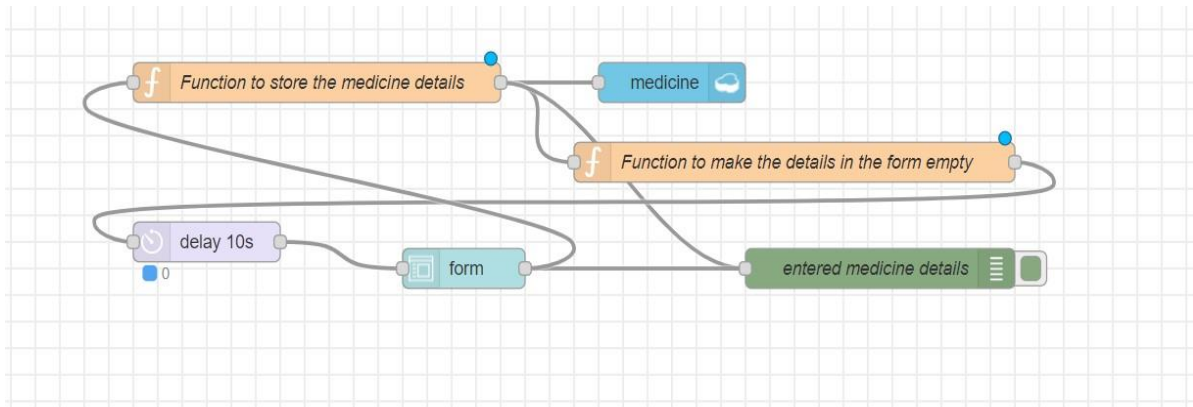 Function to store the medicine details
medicine
Function to make the details in the form empty
delay 10s
0
form
entered medicine details